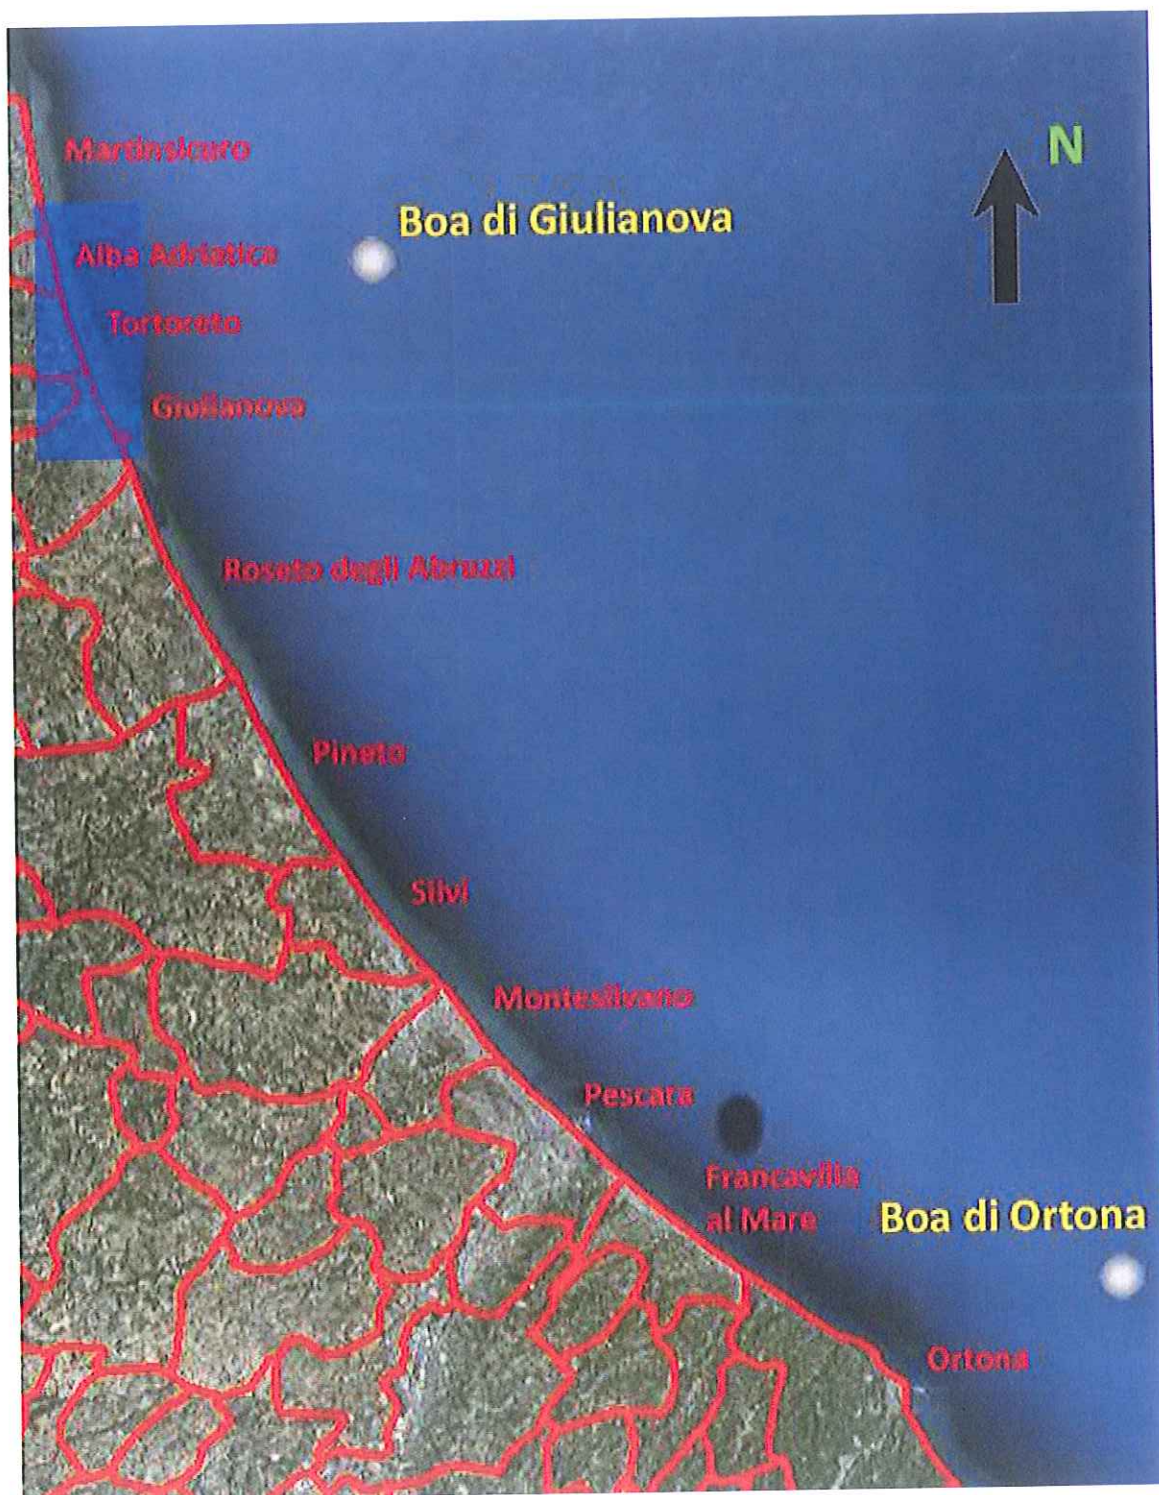 Martinsicuro
N
Boa di Giulianova
Alba Adriatica
Tortoreto
Giulianova
Roseto degli Abruzzi
Pineto
Silvi
Montesilvano
Pescara
Francavilla
al Mare
Boa di Ortona
Ortona